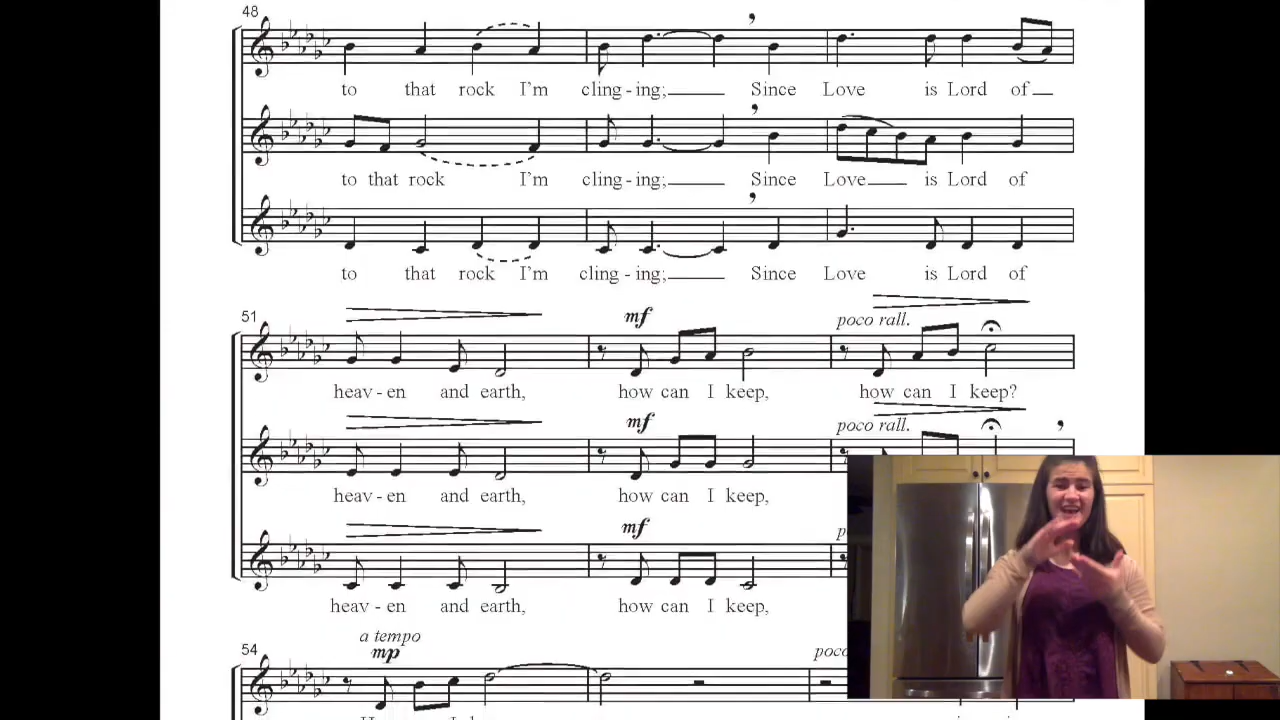 48
to that rock I'm cling - ing; Since Love is Lord of
to that rock I'm cling - ing; Since Love is Lord of
to that rock I'm cling - ing; Since Love is Lord of
51
mf poco rall.
heav - en and earth, how can I keep, how can I keep?
mf poco rall.
heav - en and earth, how can I keep,
mf
heav - en and earth, how can I keep,
54
a tempo
mp poco